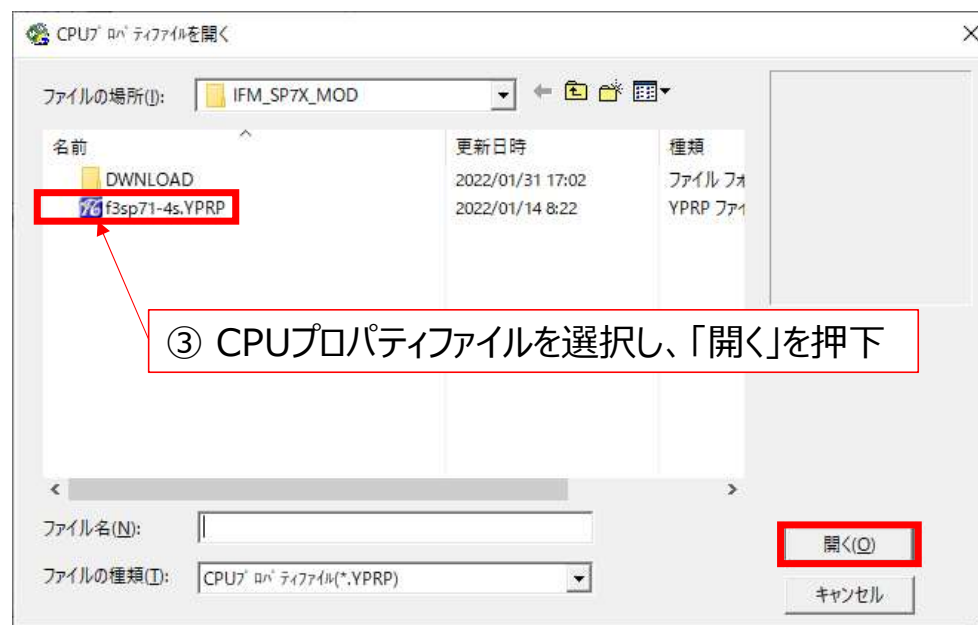 CPUﾌﾟﾛﾊﾟﾃｨﾌｧｲﾙを開く
ファイルの場所(I):
IFM_SP7X_MOD
名前 更新日時 種類
DWNLOAD 2022/01/31 17:02 ファイル フォ
f3sp71-4s.YPRP 2022/01/14 8:22 YPRP ファイ
③ CPUプロパティファイルを選択し、「開く」を押下
ファイル名(N):
開く(O)
ファイルの種類(T):
CPUﾌﾟﾛﾊﾟﾃｨﾌｧｲﾙ(*.YPRP)
キャンセル